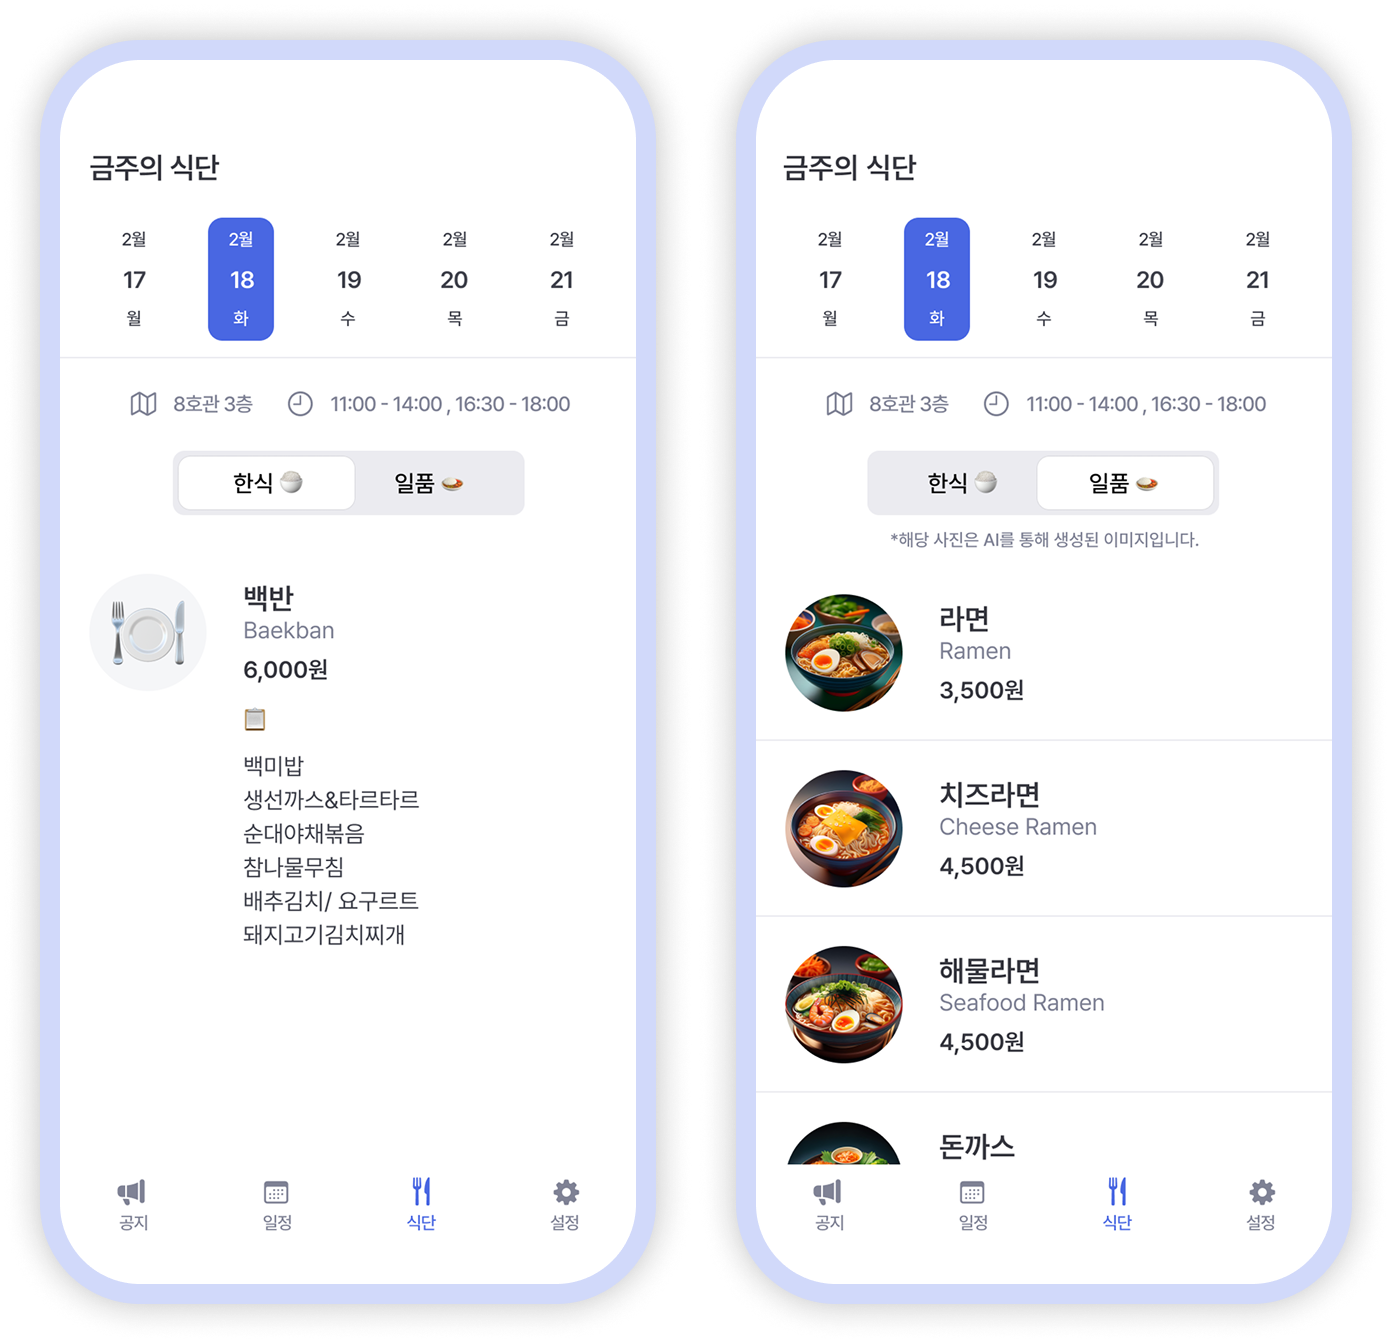 금주의 식단
2월 2월 2월 2월 2월
17 18 19 20 21
월 화 수 목 금
8호관 3층 11:00 - 14:00 , 16:30 - 18:00
한식 일품
백반
Baekban
6,000원
백미밥
생선까스&타르타르
순대야채볶음
참나물무침
배추김치/ 요구르트
돼지고기김치찌개
공지 일정 식단 설정
금주의 식단
2월 2월 2월 2월 2월
17 18 19 20 21
월 화 수 목 금
8호관 3층 11:00 - 14:00 , 16:30 - 18:00
한식 일품
*해당 사진은 AI를 통해 생성된 이미지입니다.
라면
Ramen
3,500원
치즈라면
Cheese Ramen
4,500원
해물라면
Seafood Ramen
4,500원
돈까스
공지 일정 식단 설정